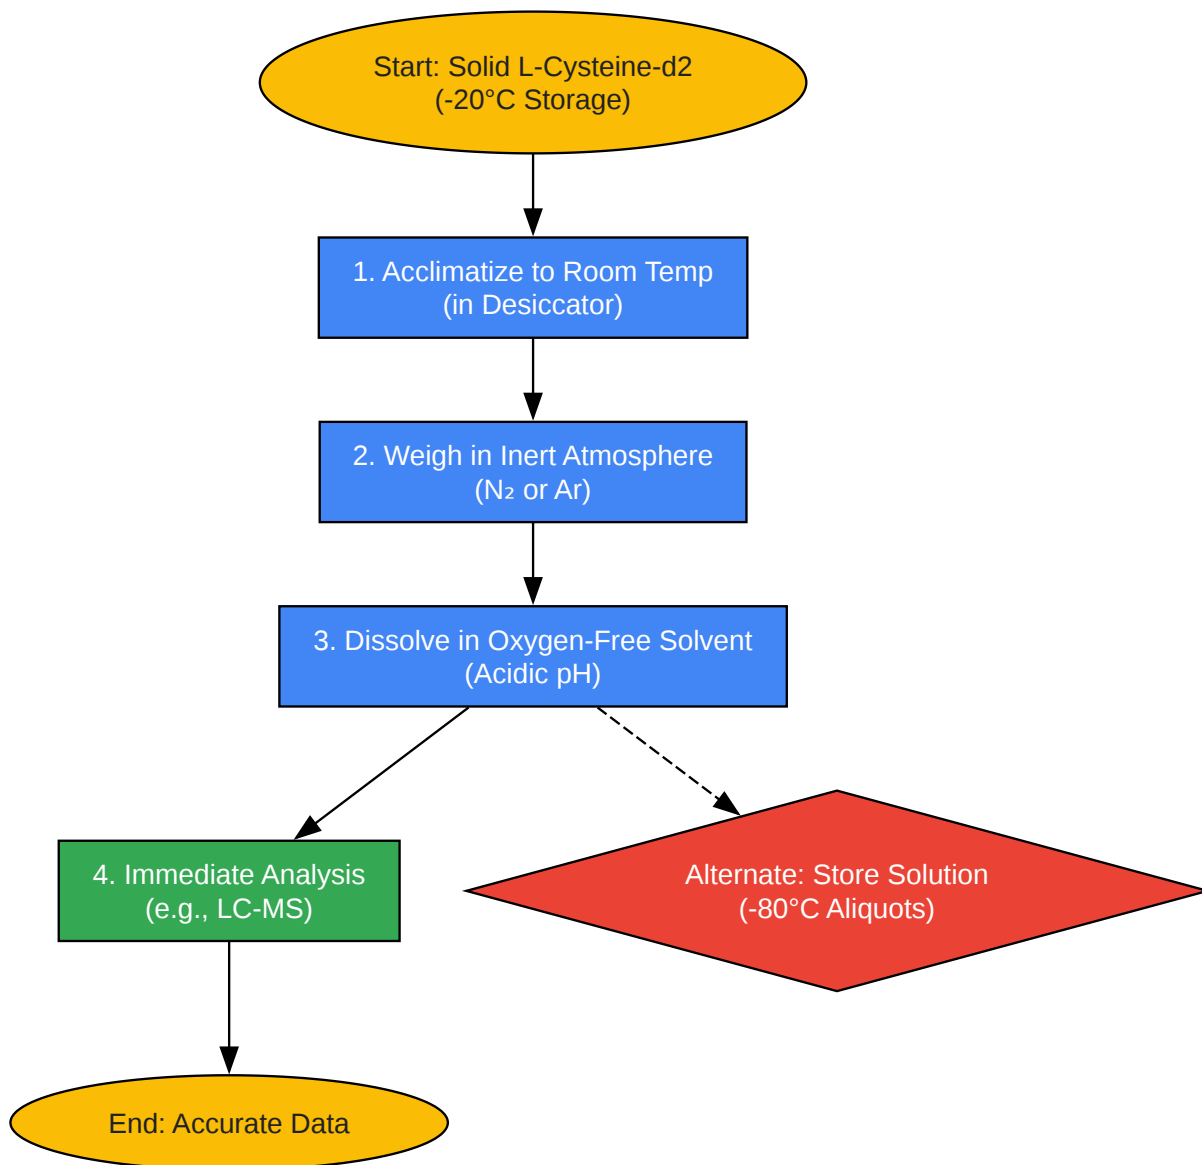 Start: Solid L-Cysteine-d2
(-20°C Storage)
1. Acclimatize to Room Temp
(in Desiccator)
2. Weigh in Inert Atmosphere
(N₂ or Ar)
3. Dissolve in Oxygen-Free Solvent
(Acidic pH)
4. Immediate Analysis
(e.g., LC-MS)
Alternate: Store Solution
(-80°C Aliquots)
End: Accurate Data